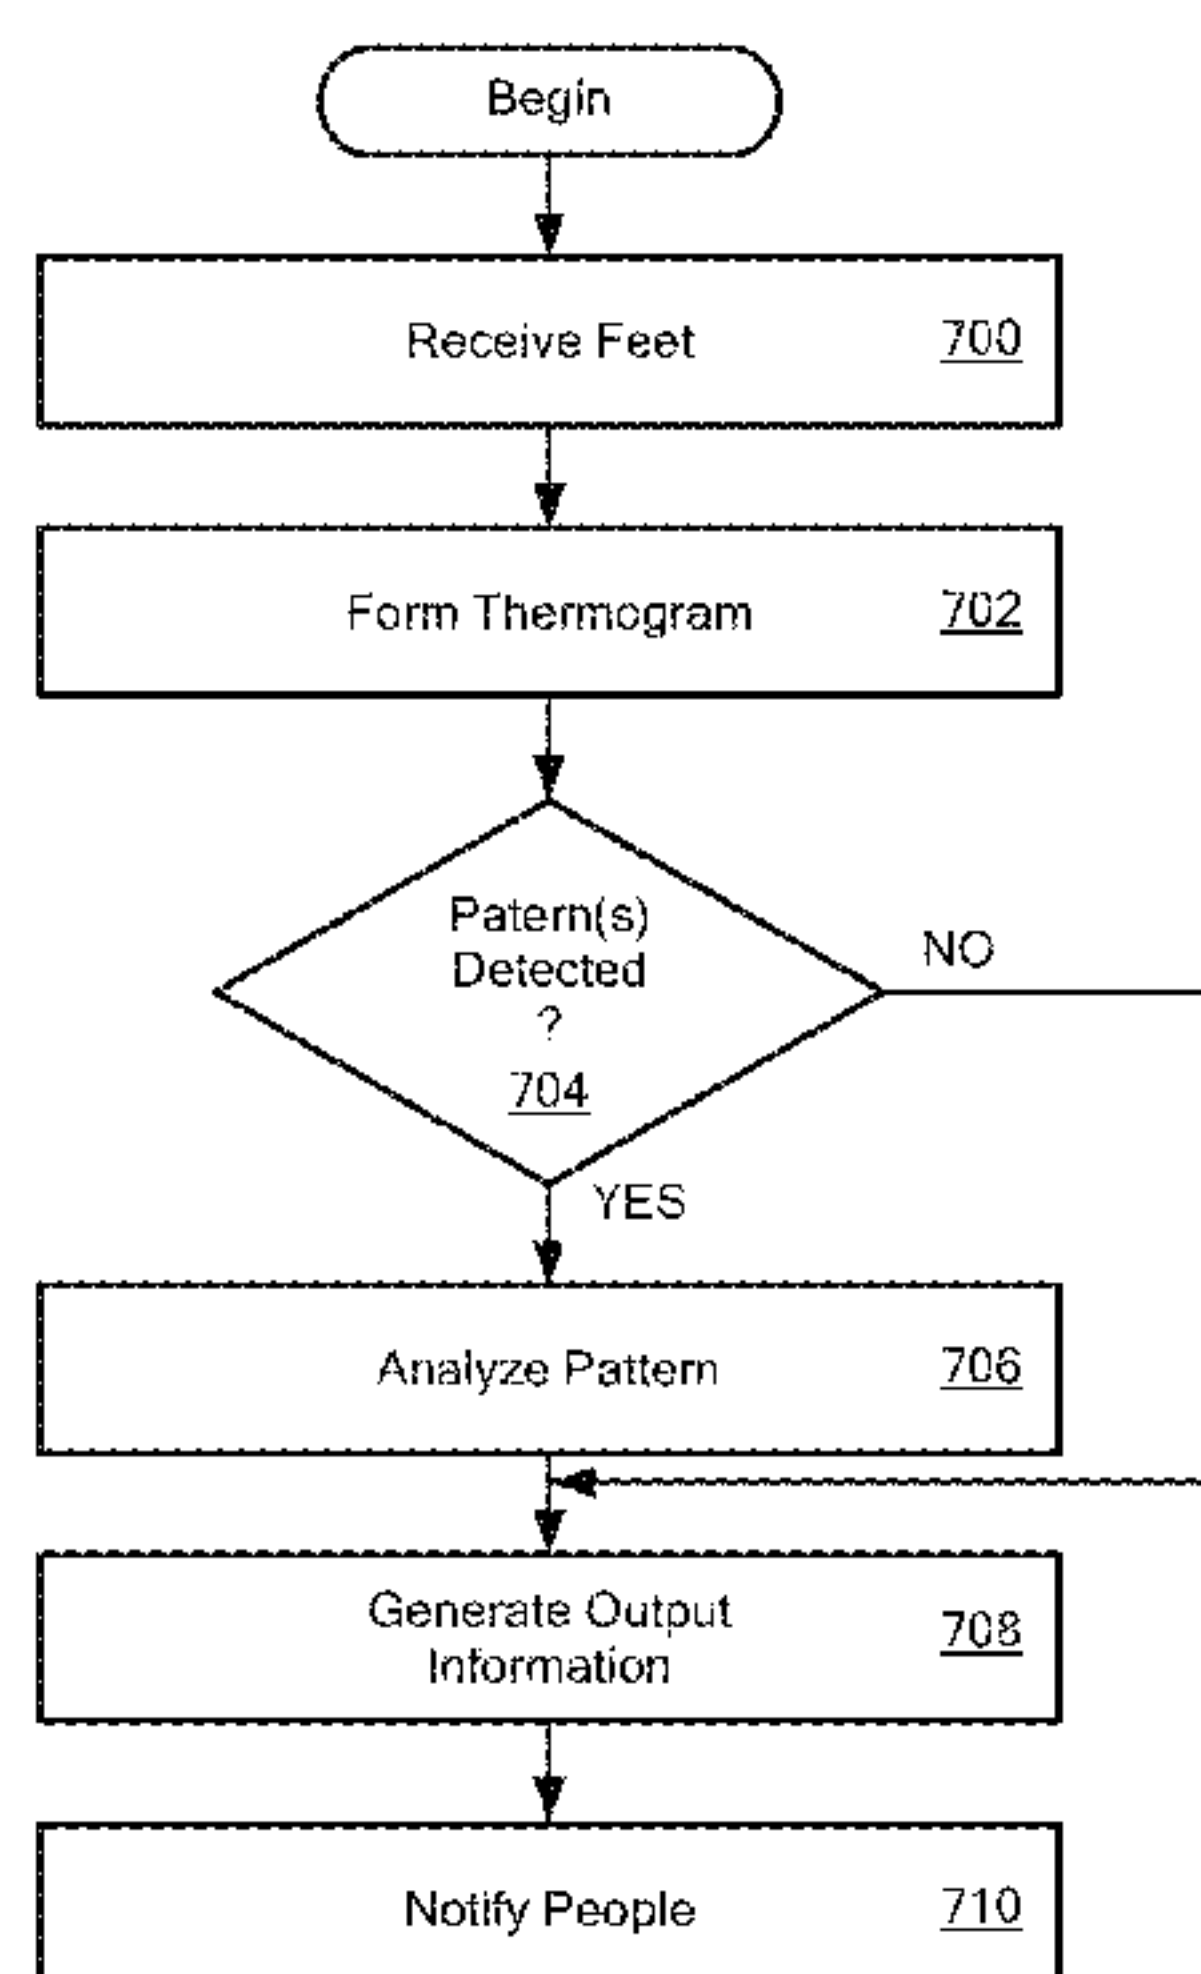 Begin
Receive Feet 700
Form Thermogram 702
Patern(s)
Detected
?
704
NO
YES
Analyze Pattern 706
Generate Output
Information
708
Notify People 710